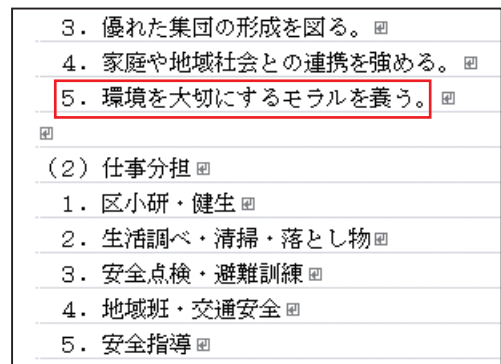 3．優れた集団の形成を図る。
4．家庭や地域社会との連携を強める。
5．環境を大切にするモラルを養う。
(2) 仕事分担
1．区小研・健生
2．生活調べ・清掃・落とし物
3．安全点検・避難訓練
4．地域班・交通安全
5．安全指導